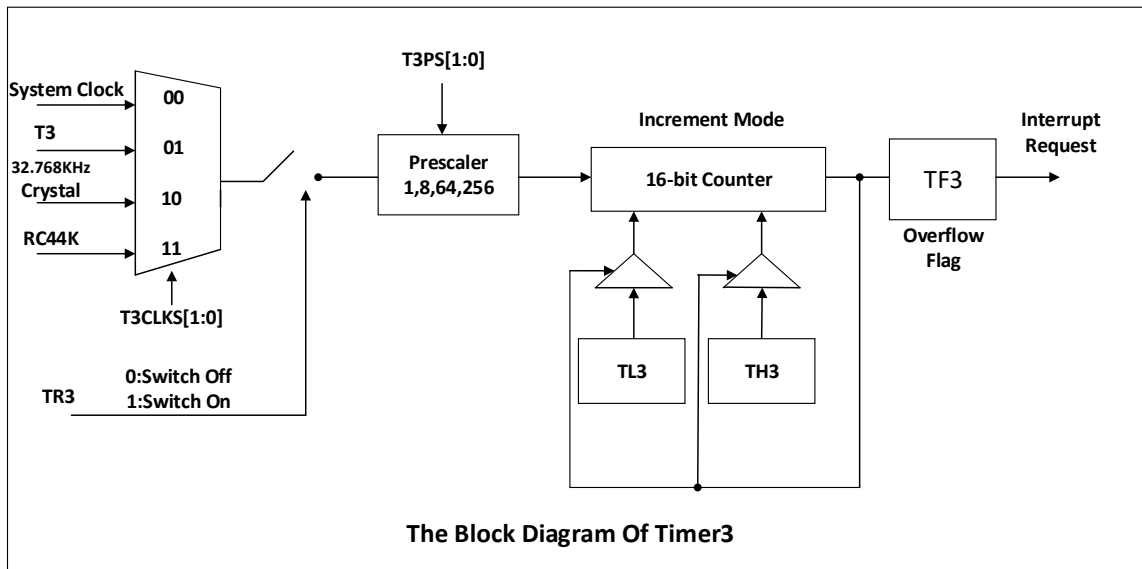 T3PS[1:0]
System Clock
00
T3
01
32.768KHz
Crystal
10
RC44K
11
T3CLKS[1:0]
Prescaler
1,8,64,256
Increment Mode
16-bit Counter
TF3
Overflow
Flag
Interrupt
Request
TL3
TH3
TR3
0:Switch Off
1:Switch On
The Block Diagram Of Timer3